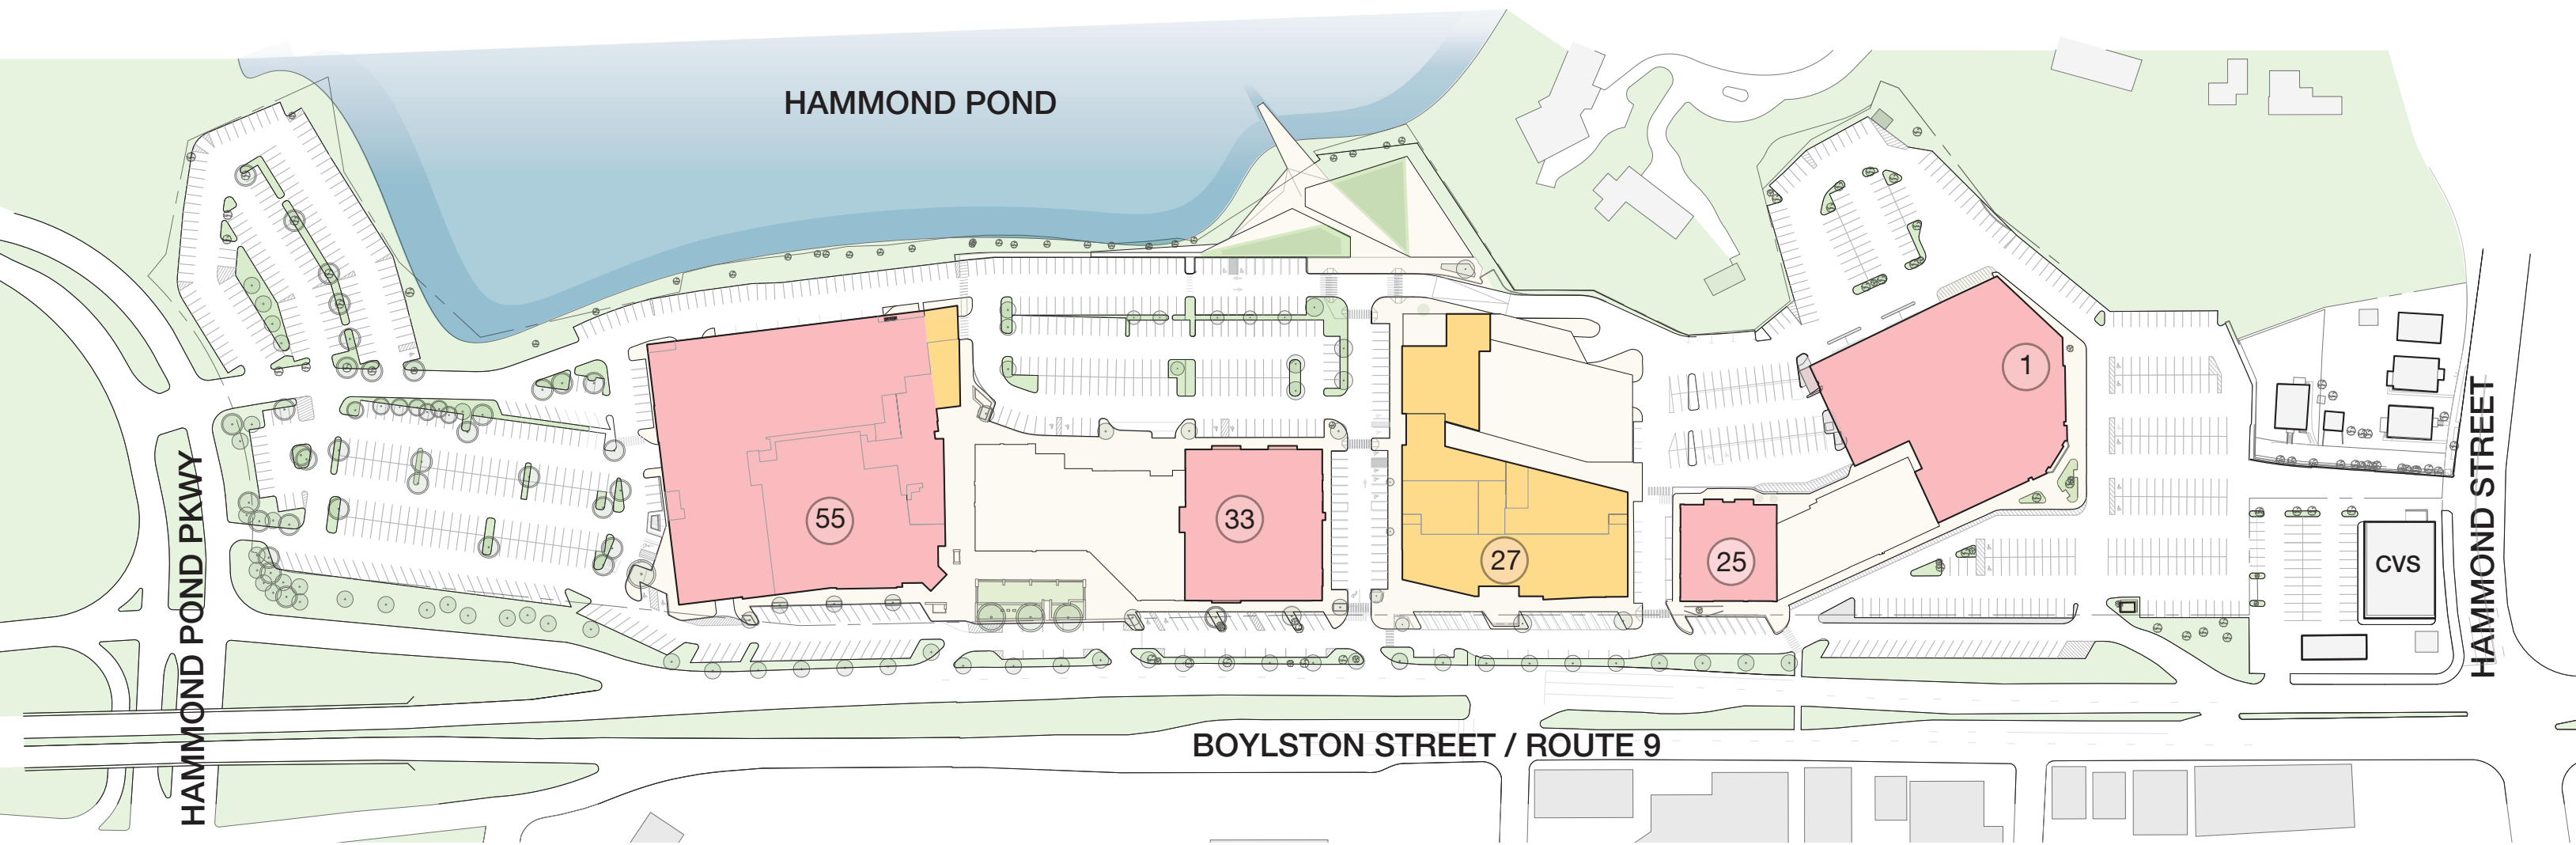 HAMMOND POND
1
HAMMOND POND PKWY
55
33
27
25
CVS
HAMMOND STREET
BOYLSTON STREET / ROUTE 9